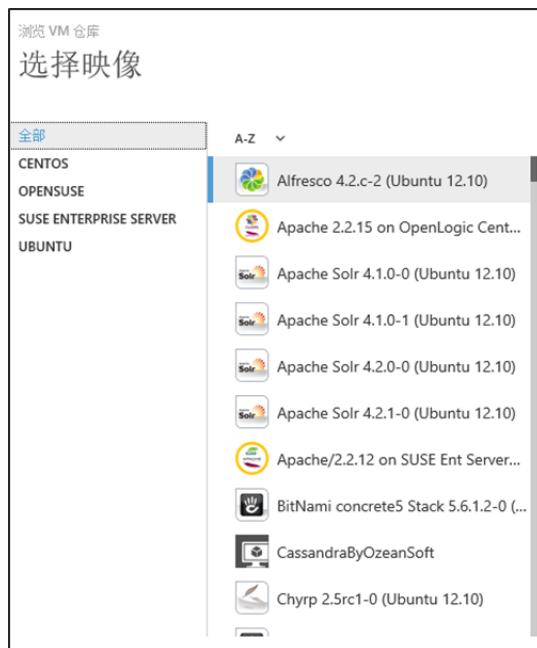 浏览 VM 仓库
选择映像
全部
CENTOS
OPENSUSE
SUSE ENTERPRISE SERVER
UBUNTU
A-Z
Alfresco 4.2.c-2 (Ubuntu 12.10)
Apache 2.2.15 on OpenLogic Cent...
Solr
Apache Solr 4.1.0-0 (Ubuntu 12.10)
Solr
Apache Solr 4.1.0-1 (Ubuntu 12.10)
Solr
Apache Solr 4.2.0-0 (Ubuntu 12.10)
Solr
Apache Solr 4.2.1-0 (Ubuntu 12.10)
Apache/2.2.12 on SUSE Ent Server...
BitNami concrete5 Stack 5.6.1.2-0 (...
CassandraByOzeanSoft
Chyrp 2.5rc1-0 (Ubuntu 12.10)